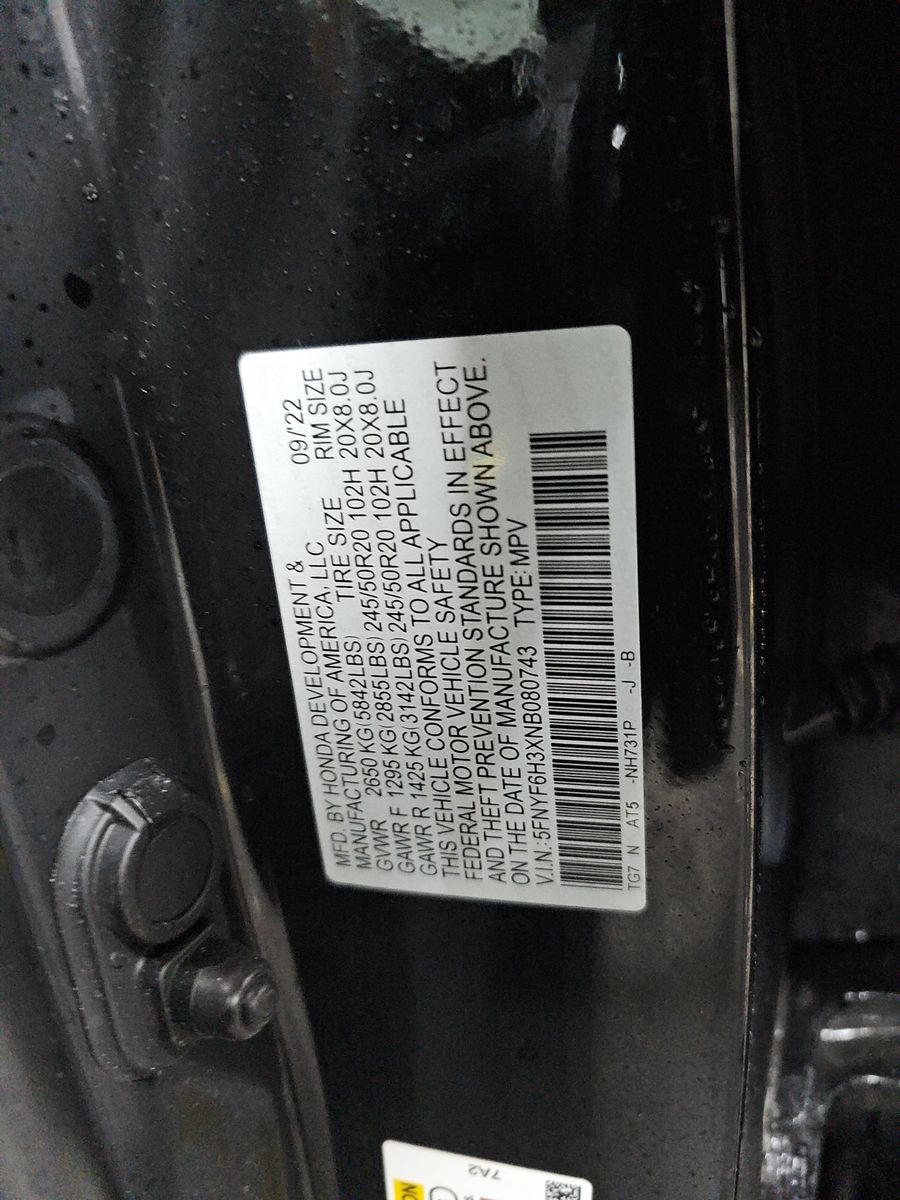 09/'22
MFD. BY HONDA DEVELOPMENT &
MANUFACTURING OF AMERICA, LLC
GVWR 2650 KG(5842LBS) TIRE SIZE RIM SIZE
GAWR F 1295 KG(2855LBS) 245/50R20 102H 20X8.0J
GAWR R 1425 KG(3142LBS) 245/50R20 102H 20X8.0J
THIS VEHICLE CONFORMS TO ALL APPLICABLE
FEDERAL MOTOR VEHICLE SAFETY
AND THEFT PREVENTION STANDARDS IN EFFECT
ON THE DATE OF MANUFACTURE SHOWN ABOVE.
V.I.N.:5FNYF6H3XNB080743 TYPE:MPV
TG7 N AT5 -NH731P -J -B
7A2